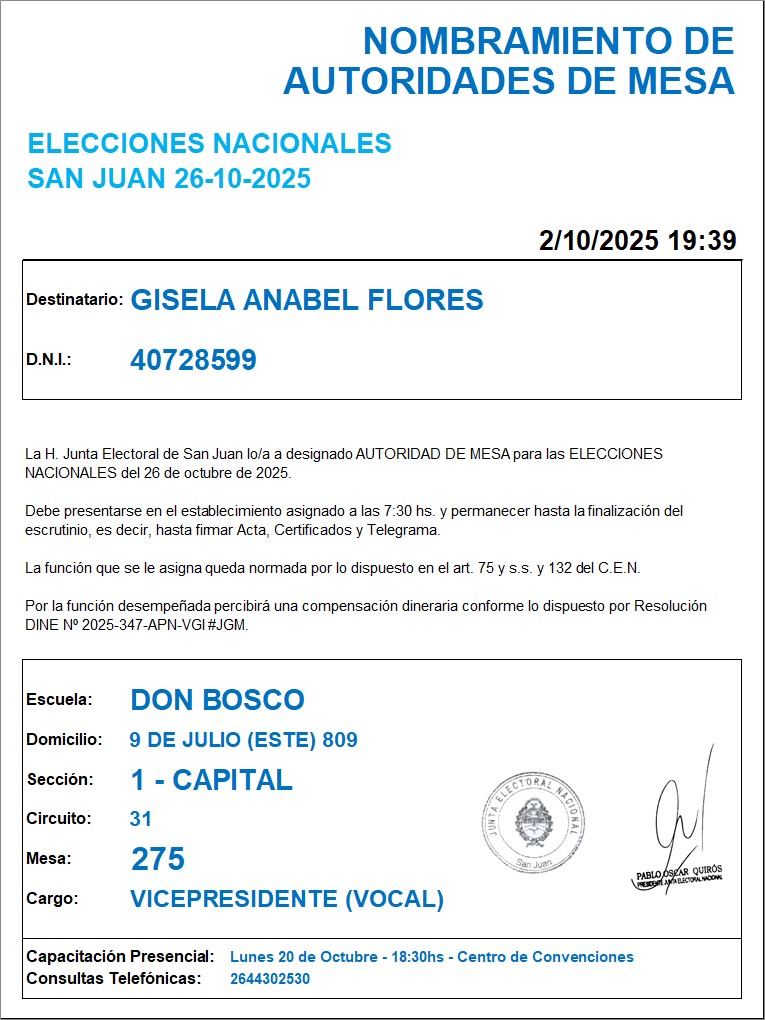 NOMBRAMIENTO DE
AUTORIDADES DE MESA
ELECCIONES NACIONALES
SAN JUAN 26-10-2025
2/10/2025 19:39
Destinatario: GISELA ANABEL FLORES
D.N.I.: 40728599
La H. Junta Electoral de San Juan lo/a a designado AUTORIDAD DE MESA para las ELECCIONES
NACIONALES del 26 de octubre de 2025.
Debe presentarse en el establecimiento asignado a las 7:30 hs. y permanecer hasta la finalización del
escrutinio, es decir, hasta firmar Acta, Certificados y Telegrama.
La función que se le asigna queda normada por lo dispuesto en el art. 75 y s.s. y 132 del C.E.N.
Por la función desempeñada percibirá una compensación dineraria conforme lo dispuesto por Resolución
DINE Nº 2025-347-APN-VGI#JGM.
Escuela: DON BOSCO
Domicilio: 9 DE JULIO (ESTE) 809
Sección: 1 - CAPITAL
Circuito: 31
Mesa: 275
Cargo: VICEPRESIDENTE (VOCAL)
JUNTA ELECTORAL NACIONAL
San Juan
PABLO OSCAR QUIRÓS
PRESIDENTE JUNTA ELECTORAL NACIONAL
Capacitación Presencial: Lunes 20 de Octubre - 18:30hs - Centro de Convenciones
Consultas Telefónicas: 2644302530